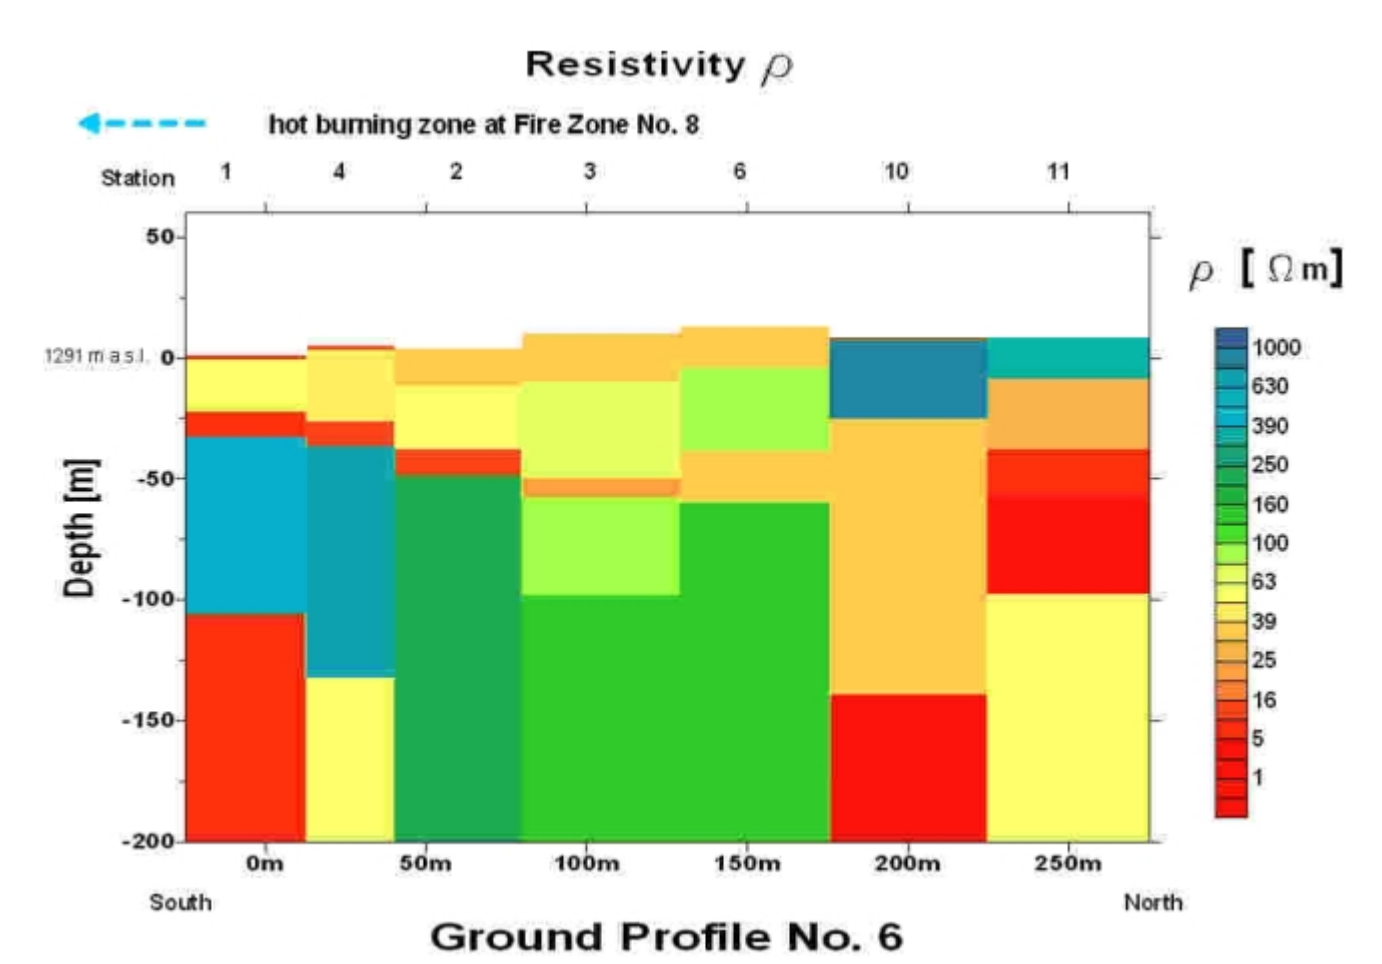 Resistivity ρ
hot burning zone at Fire Zone No. 8
Station 1 4 2 3 6 10 11
50
1291 m a.s.l. 0
-50
-100
-150
-200
Depth [m]
0m 50m 100m 150m 200m 250m
South North
Ground Profile No. 6
ρ [ Ω m]
1000
630
390
250
160
100
63
39
25
16
5
1